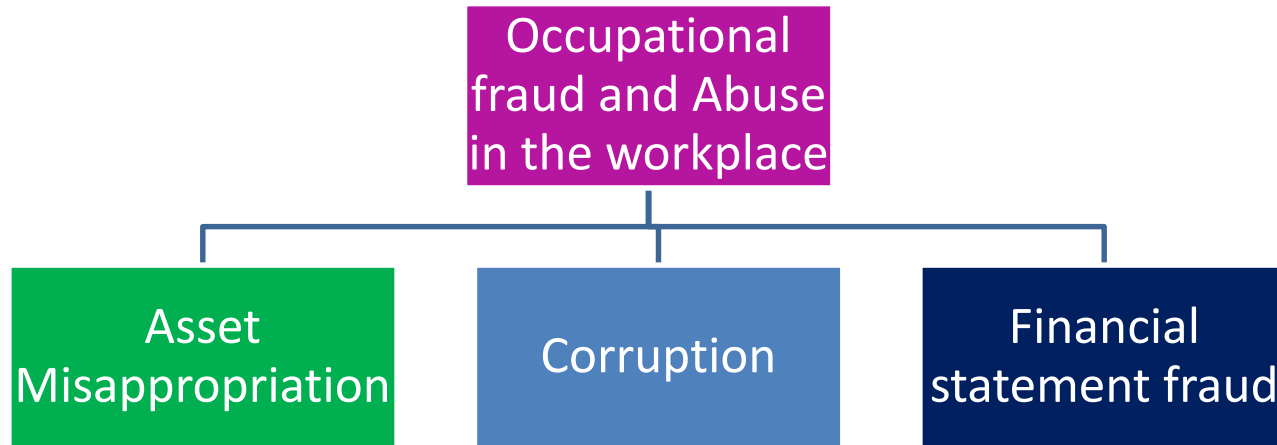 Occupational
fraud and Abuse
in the workplace
Asset
Misappropriation
Corruption
Financial
statement fraud